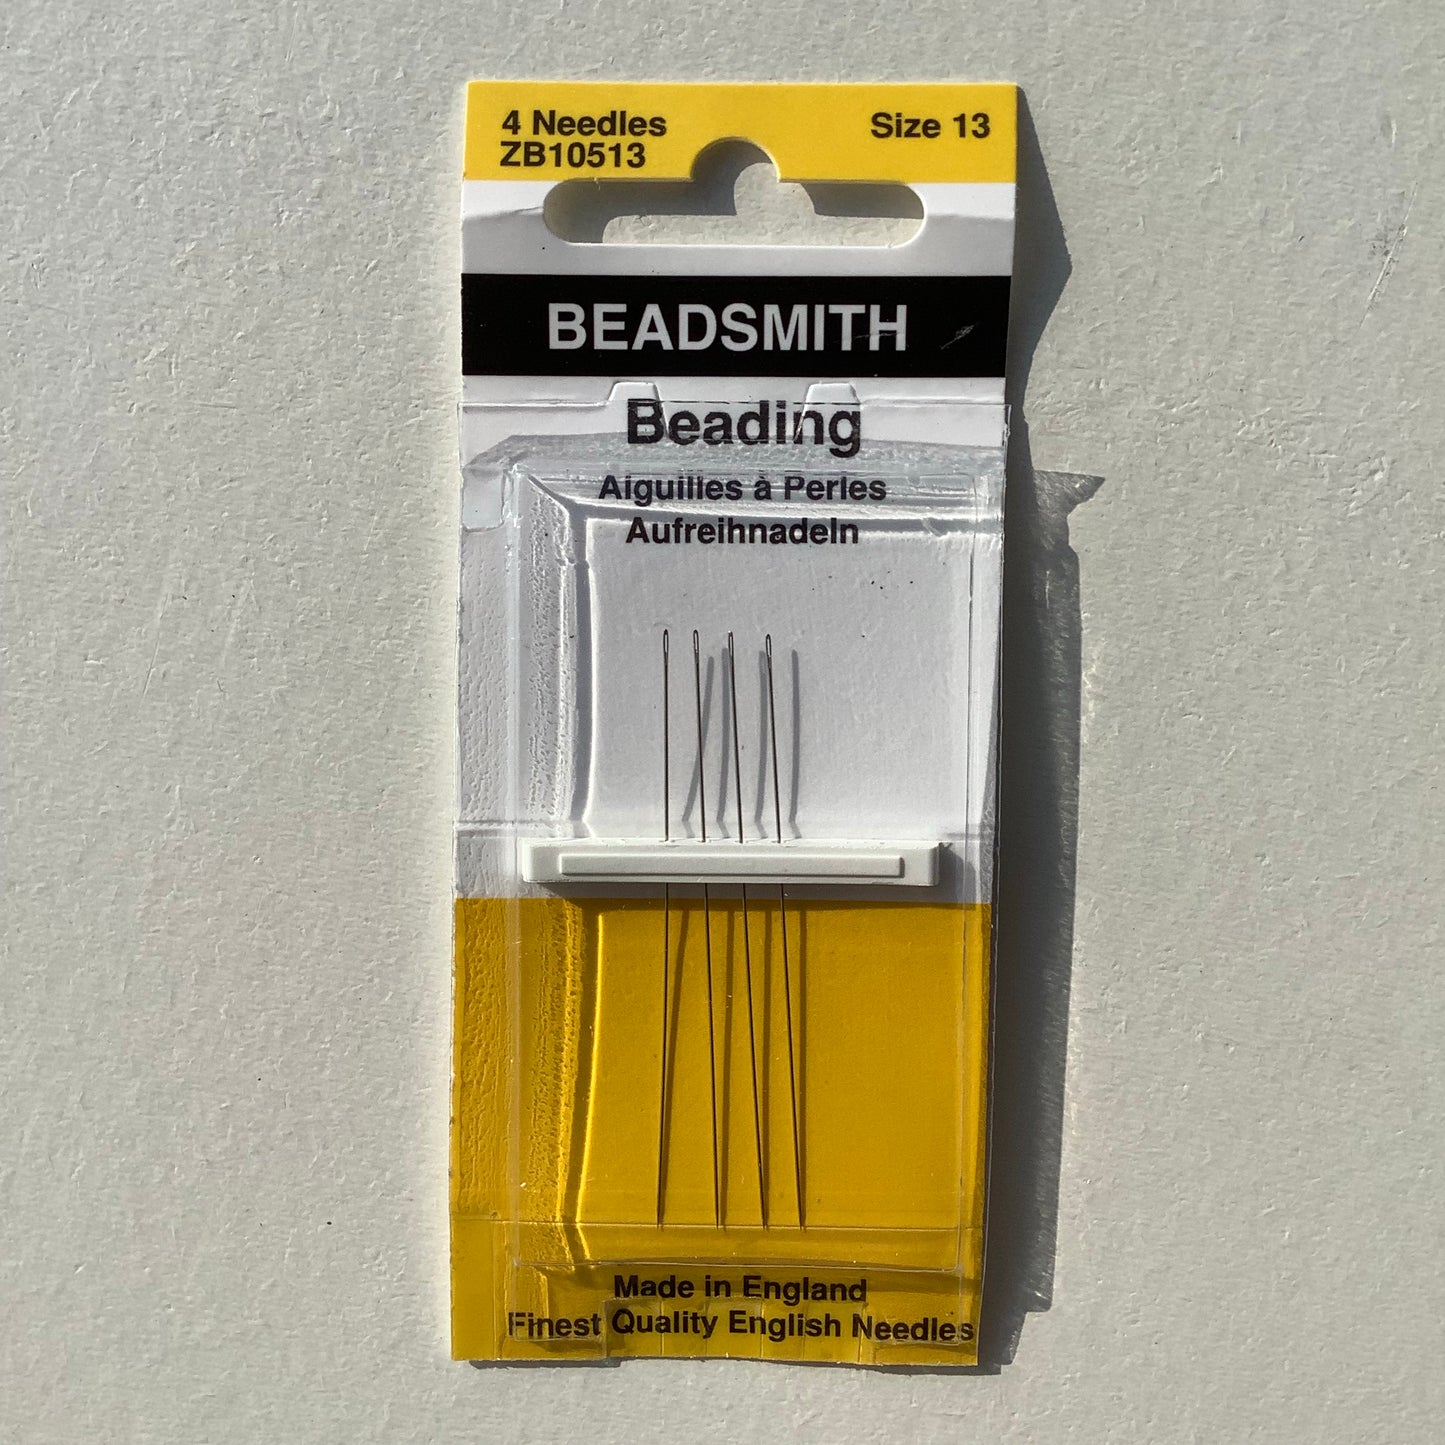 4 Needles
Size 13
ZB10513
BEADSMITH
Beading
Aiguilles à Perles
Aufreihnadeln
Made in England
Finest Quality English Needles